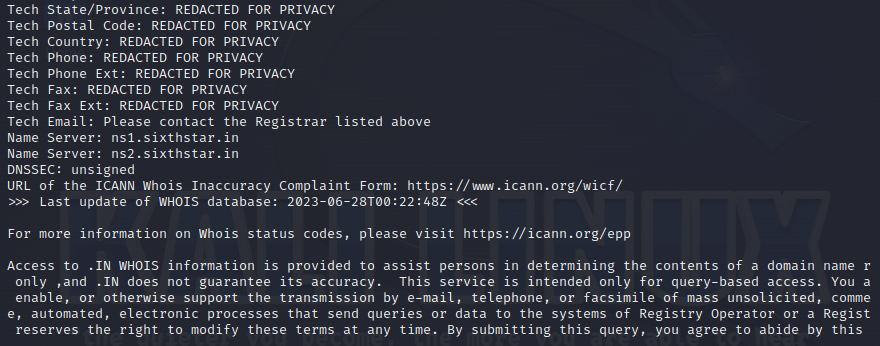 Tech State/Province: REDACTED FOR PRIVACY
Tech Postal Code: REDACTED FOR PRIVACY
Tech Country: REDACTED FOR PRIVACY
Tech Phone: REDACTED FOR PRIVACY
Tech Phone Ext: REDACTED FOR PRIVACY
Tech Fax: REDACTED FOR PRIVACY
Tech Fax Ext: REDACTED FOR PRIVACY
Tech Email: Please contact the Registrar listed above
Name Server: ns1.sixthstar.in
Name Server: ns2.sixthstar.in
DNSSEC: unsigned
URL of the ICANN Whois Inaccuracy Complaint Form: https://www.icann.org/wicf/
>>> Last update of WHOIS database: 2023-06-28T00:22:48Z <<<
For more information on Whois status codes, please visit https://icann.org/epp
Access to .IN WHOIS information is provided to assist persons in determining the contents of a domain name r
only ,and .IN does not guarantee its accuracy.  This service is intended only for query-based access. You a
enable, or otherwise support the transmission by e-mail, telephone, or facsimile of mass unsolicited, comme
e, automated, electronic processes that send queries or data to the systems of Registry Operator or a Regist
reserves the right to modify these terms at any time. By submitting this query, you agree to abide by this
KALI LINUX